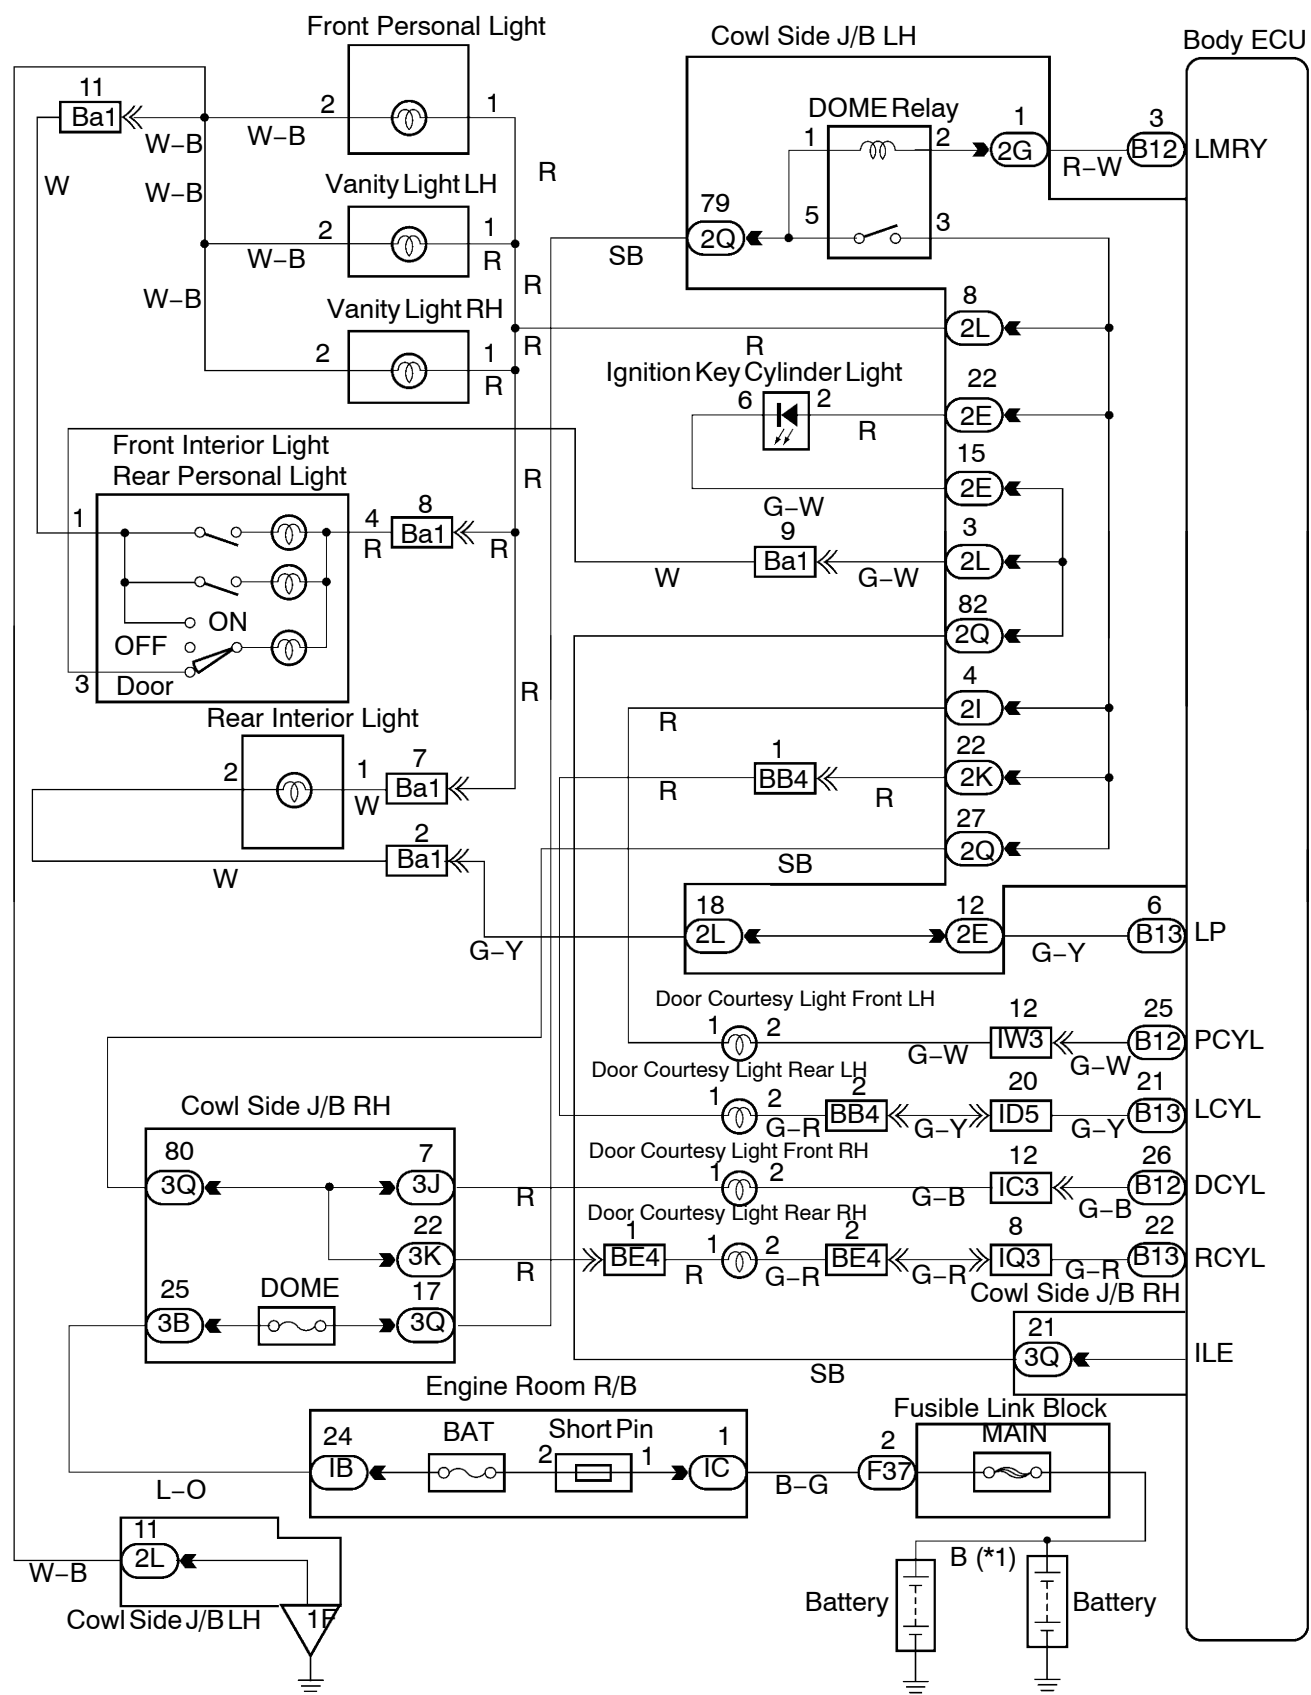 Front Personal Light
Cowl Side J/B LH
Body ECU
11
Ba1
W–B
W–B
2
1
DOME Relay
1
2
1
2G
R–W
3
B12
LMRY
W
W–B
R
Vanity Light LH
2
1
W–B
R
79
2Q
5
3
SB
R
W–B
Vanity Light RH
2
1
R
R
8
2L
R
Ignition Key Cylinder Light
6
2
R
22
2E
15
2E
G–W
Front Interior Light
Rear Personal Light
R
1
4
R
8
Ba1
R
9
Ba1
W
G–W
3
2L
ON
OFF
Door
3
82
2Q
R
4
2I
R
Rear Interior Light
2
1
W
7
Ba1
1
BB4
R
R
22
2K
2
Ba1
W
27
2Q
SB
18
2L
12
2E
G–Y
G–Y
6
B13
LP
Door Courtesy Light Front LH
1
2
G–W
12
IW3
G–W
25
B12
PCYL
Door Courtesy Light Rear LH
1
2
G–R
2
BB4
G–Y
20
ID5
G–Y
21
B13
LCYL
Cowl Side J/B RH
80
3Q
7
3J
R
Door Courtesy Light Front RH
1
2
G–B
12
IC3
G–B
26
B12
DCYL
22
3K
R
Door Courtesy Light Rear RH
1
BE4
R
1
2
G–R
2
BE4
G–R
8
IQ3
G–R
22
B13
RCYL
25
3B
DOME
17
3Q
Cowl Side J/B RH
21
3Q
ILE
SB
Engine Room R/B
24
IB
BAT
Short Pin
2
1
1
IC
B–G
Fusible Link Block
2
F37
MAIN
L–O
11
2L
W–B
1F
Cowl Side J/B LH
B (*1)
Battery
Battery